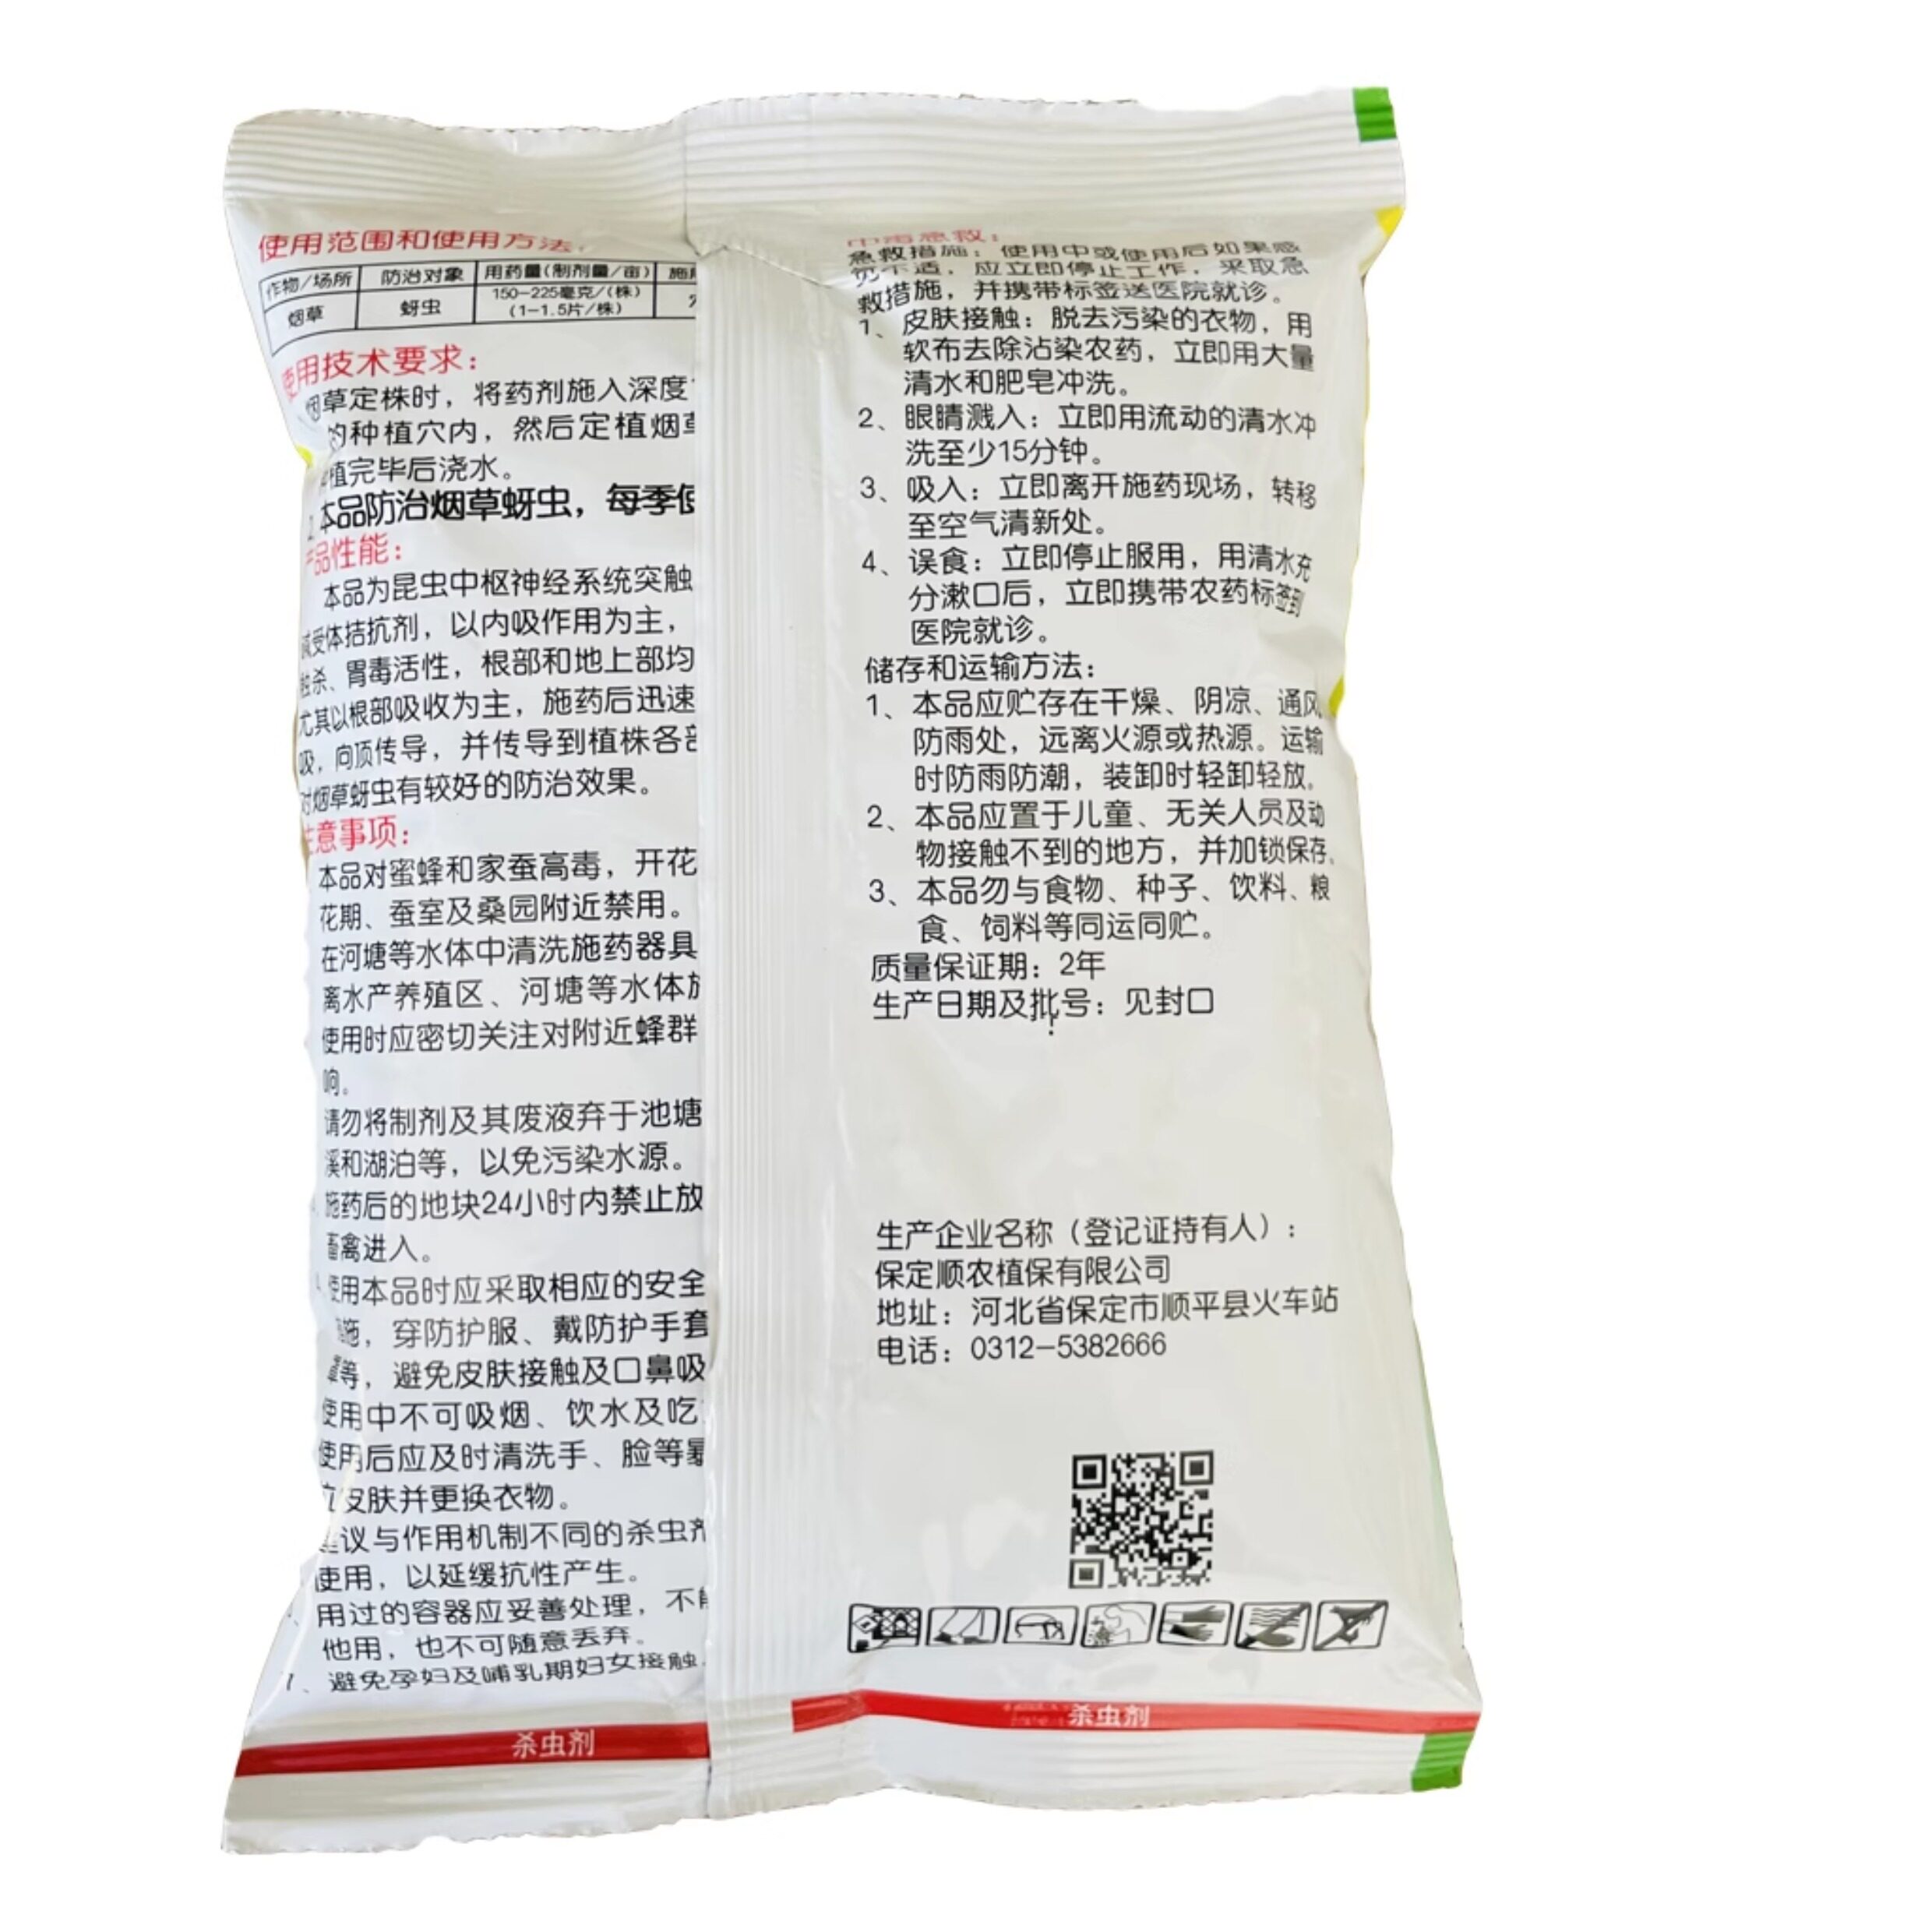 使用范围和使用方法:
作物/场所 防治对象 用药量(制剂量/亩) 施
烟草 蚜虫 150-225毫克/(株)
(1-1.5片/株)
使用技术要求:
烟草定株时，将药剂施入深度
的种植穴内，然后定植烟草
植完毕后浇水。
本品防治烟草蚜虫，每季使
产品性能:
本品为昆虫中枢神经系统突触
受体拮抗剂，以内吸作用为主，
触杀、胃毒活性，根部和地上部均
尤其以根部吸收为主，施药后迅速
吸，向顶传导，并传导到植株各部
对烟草蚜虫有较好的防治效果。
注意事项:
本品对蜜蜂和家蚕高毒，开花
花期、蚕室及桑园附近禁用。
在河塘等水体中清洗施药器具
离水产养殖区、河塘等水体
使用时应密切关注对附近蜂群
响。
请勿将制剂及其废液弃于池塘
溪和湖泊等，以免污染水源。
施药后的地块24小时内禁止放
畜禽进入。
使用本品时应采取相应的安全
施，穿防护服、戴防护手套
等，避免皮肤接触及口鼻吸
使用中不可吸烟、饮水及吃
使用后应及时清洗手、脸等暴
皮肤并更换衣物。
议与作用机制不同的杀虫剂
使用，以延缓抗性产生。
用过的容器应妥善处理，不
他用，也不可随意丢弃。
避免孕妇及哺乳期妇女接触
杀虫剂
中毒急救:
急救措施：使用中或使用后如果感
觉不适，应立即停止工作，采取急
救措施，并携带标签送医院就诊。
1、皮肤接触：脱去污染的衣物，用
软布去除沾染农药，立即用大量
清水和肥皂冲洗。
2、眼睛溅入：立即用流动的清水冲
洗至少15分钟。
3、吸入：立即离开施药现场，转移
至空气清新处。
4、误食：立即停止服用，用清水充
分漱口后，立即携带农药标签到
医院就诊。
储存和运输方法:
1、本品应贮存在干燥、阴凉、通风
防雨处，远离火源或热源。运输
时防雨防潮，装卸时轻卸轻放。
2、本品应置于儿童、无关人员及动
物接触不到的地方，并加锁保存。
3、本品勿与食物、种子、饮料、粮
食、饲料等同运同贮。
质量保证期：2年
生产日期及批号：见封口
生产企业名称（登记证持有人）:
保定顺农植保有限公司
地址：河北省保定市顺平县火车站
电话：0312-5382666
杀虫剂